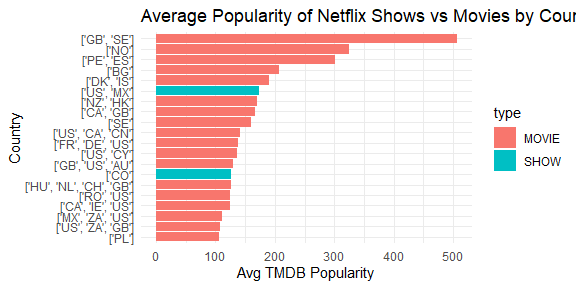 Average Popularity of Netflix Shows vs Movies by Coun
Country
['GB', 'SE']
['NO']
['PE', 'ES']
['BG']
['DK', 'IS']
['US', 'MX']
['NZ', 'HK']
['CA', 'GB']
['SE']
['US', 'CA', 'CN']
['FR', 'DE', 'US']
['US', 'CY']
['GB', 'US', 'AU']
['CO']
['HU', 'NL', 'CH', 'GB']
['RO', 'US']
['CA', 'IE', 'US']
['MX', 'ZA', 'US']
['US', 'ZA', 'GB']
['PL']
0 100 200 300 400 500
Avg TMDB Popularity
type
MOVIE
SHOW